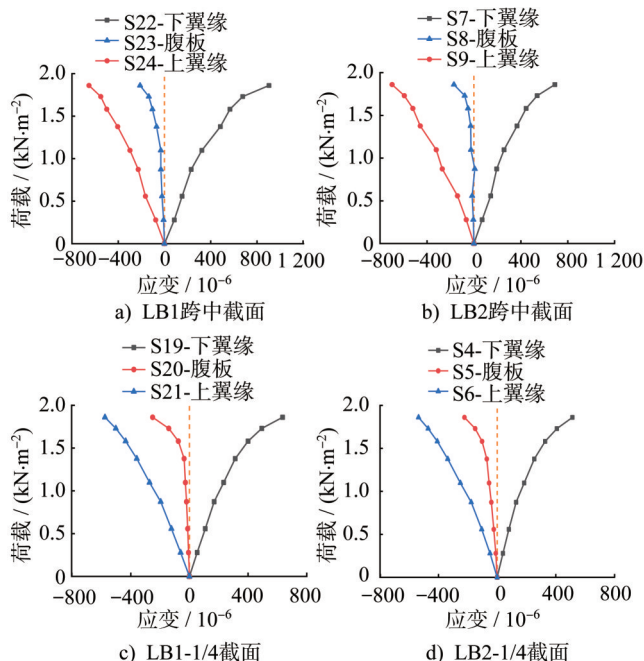 S22-下翼缘
S23-腹板
S24-上翼缘
荷载 / (kN·m⁻²)
2.0
1.5
1.0
0.5
0
−800 −400 0 400 800 1 200
应变 / 10⁻⁶
a) LB1跨中截面
S7-下翼缘
S8-腹板
S9-上翼缘
荷载 / (kN·m⁻²)
2.0
1.5
1.0
0.5
0
−800 −400 0 400 800 1 200
应变 / 10⁻⁶
b) LB2跨中截面
S19-下翼缘
S20-腹板
S21-上翼缘
荷载 / (kN·m⁻²)
2.0
1.5
1.0
0.5
0
−800 −400 0 400 800
应变 / 10⁻⁶
c) LB1-1/4截面
S4-下翼缘
S5-腹板
S6-上翼缘
荷载 / (kN·m⁻²)
2.0
1.5
1.0
0.5
0
−800 −400 0 400 800
应变 / 10⁻⁶
d) LB2-1/4截面